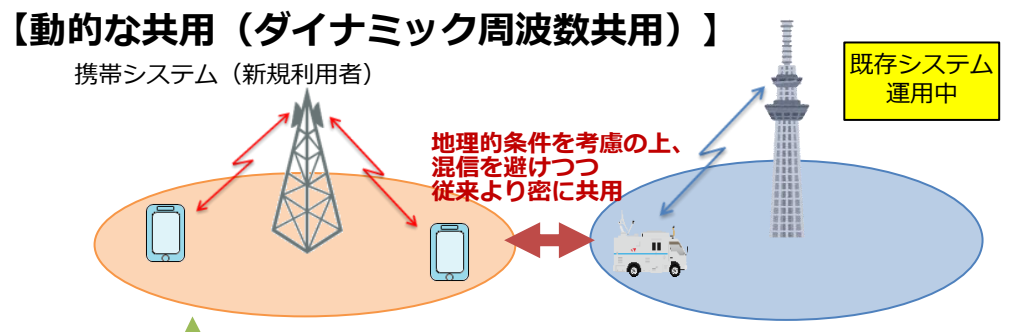 【動的な共用（ダイナミック周波数共用）】
携帯システム（新規利用者）
既存システム
運用中
地理的条件を考慮の上、
混信を避けつつ
従来より密に共用